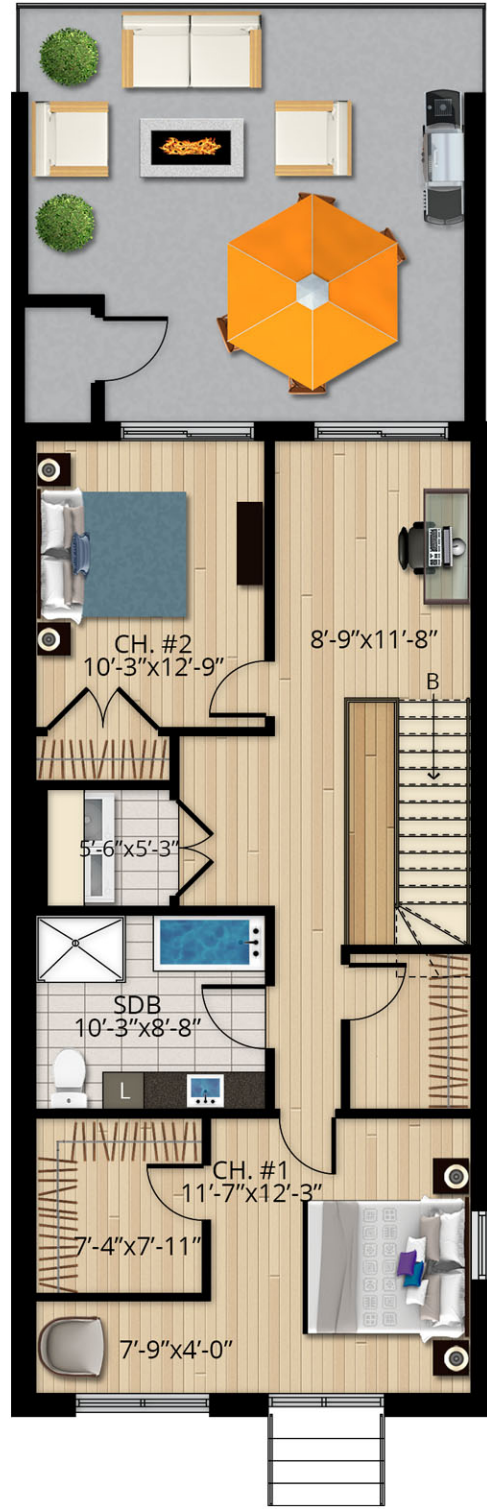 CH. #2
10'-3"x12'-9"
8'-9"x11'-8"
B
5'-6"x5'-3"
SDB
10'-3"x8'-8"
L
CH. #1
11'-7"x12'-3"
7'-4"x7'-11"
7'-9"x4'-0"